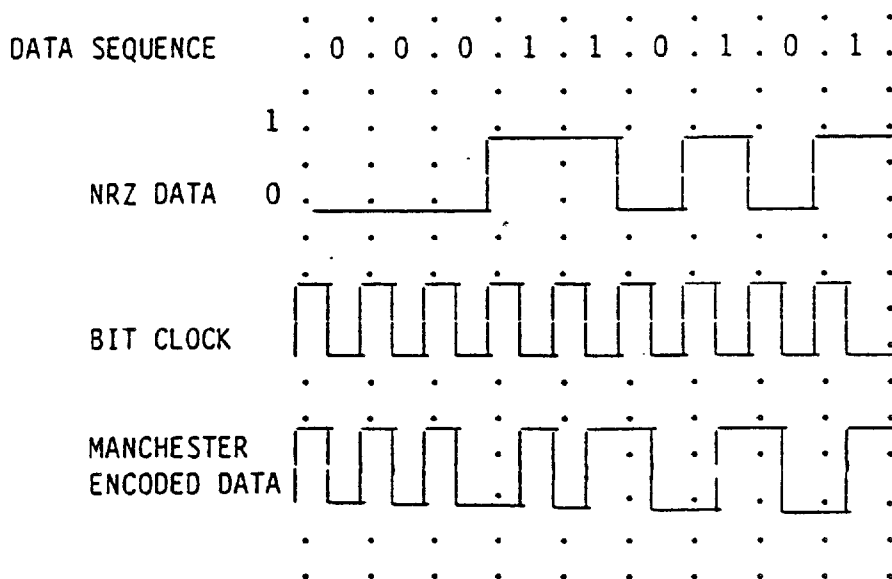 DATA SEQUENCE 0 0 0 1 1 0 1 0 1
1
NRZ DATA 0
BIT CLOCK
MANCHESTER
ENCODED DATA